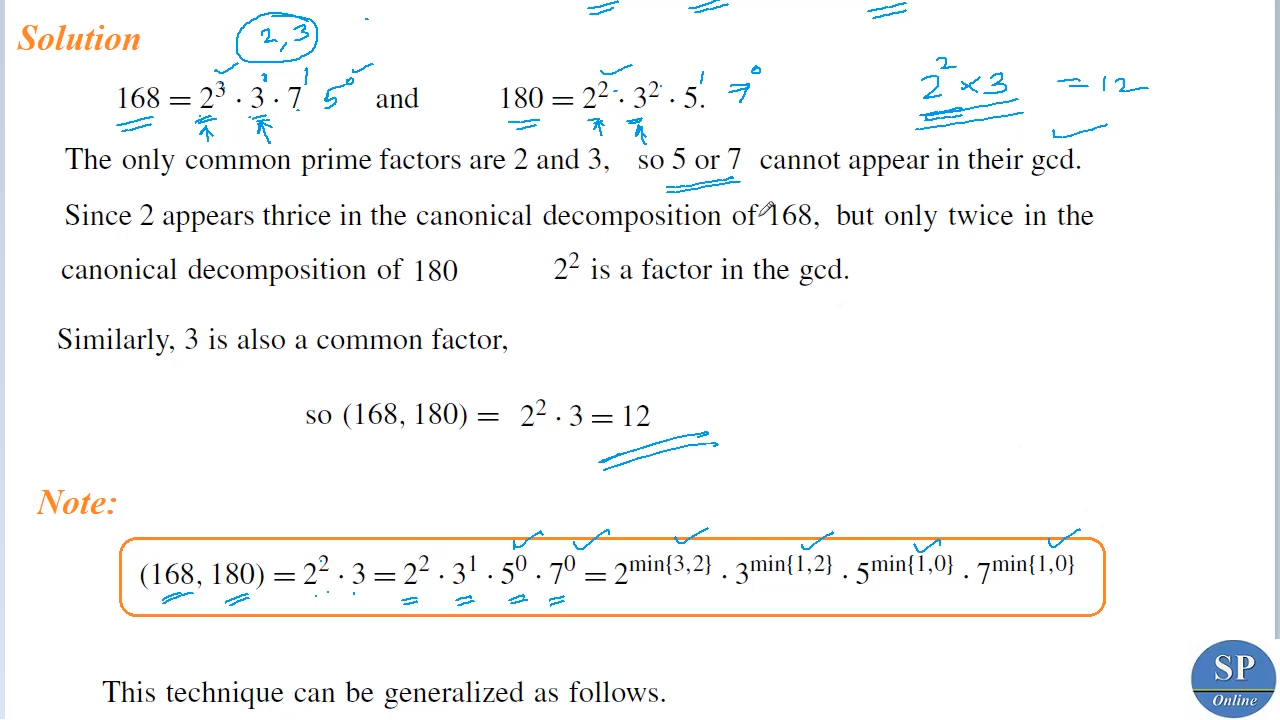 Solution
2, 3
168 = 2³ · 3¹ · 7¹ 5⁰ and 180 = 2² · 3² · 5¹. 7⁰ 2² × 3 = 12
The only common prime factors are 2 and 3, so 5 or 7 cannot appear in their gcd.
Since 2 appears thrice in the canonical decomposition of 168, but only twice in the
canonical decomposition of 180 2² is a factor in the gcd.
Similarly, 3 is also a common factor,
so (168, 180) = 2² · 3 = 12
Note:
(168, 180) = 2² · 3 = 2² · 3¹ · 5⁰ · 7⁰ = 2^min{3,2} · 3^min{1,2} · 5^min{1,0} · 7^min{1,0}
This technique can be generalized as follows.
SP
Online